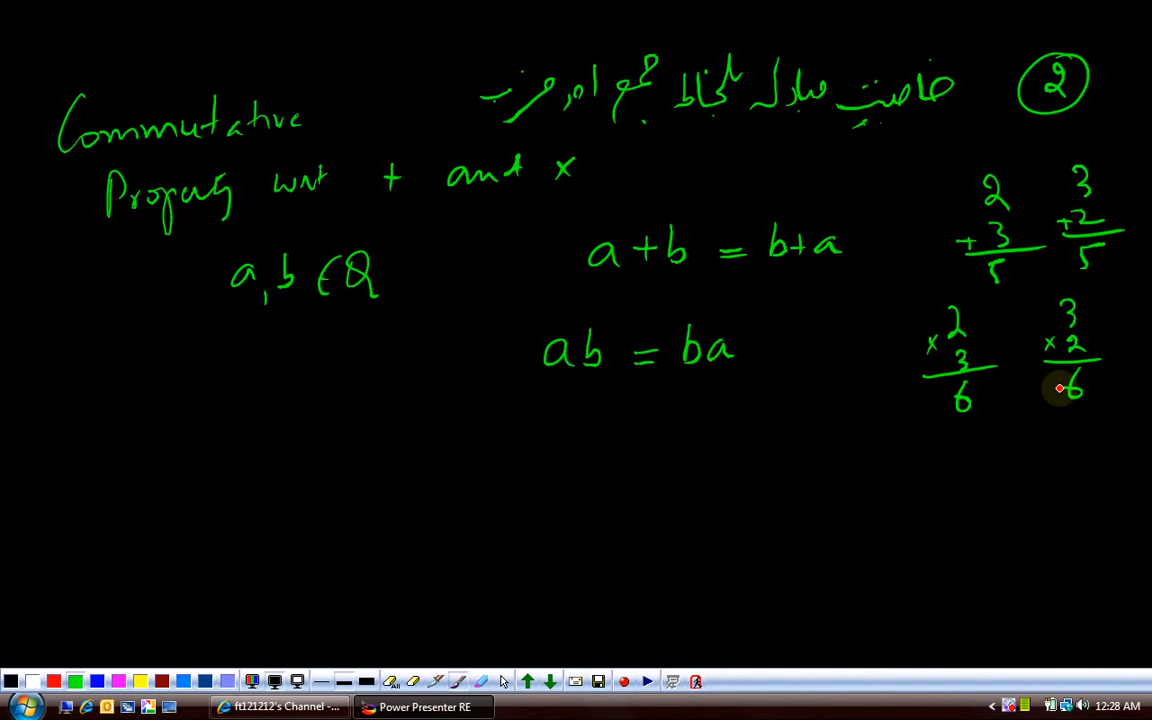 خاصیت مبادلہ بلحاظ جمع اور ضرب
2
Commutative
Property wrt + and ×
a, b ∈ Q
a + b = b + a
ab = ba
2
+ 3
5
3
+ 2
5
× 2
3
6
3
× 2
6
ft121212's Channel - ...
Power Presenter RE
12:28 AM